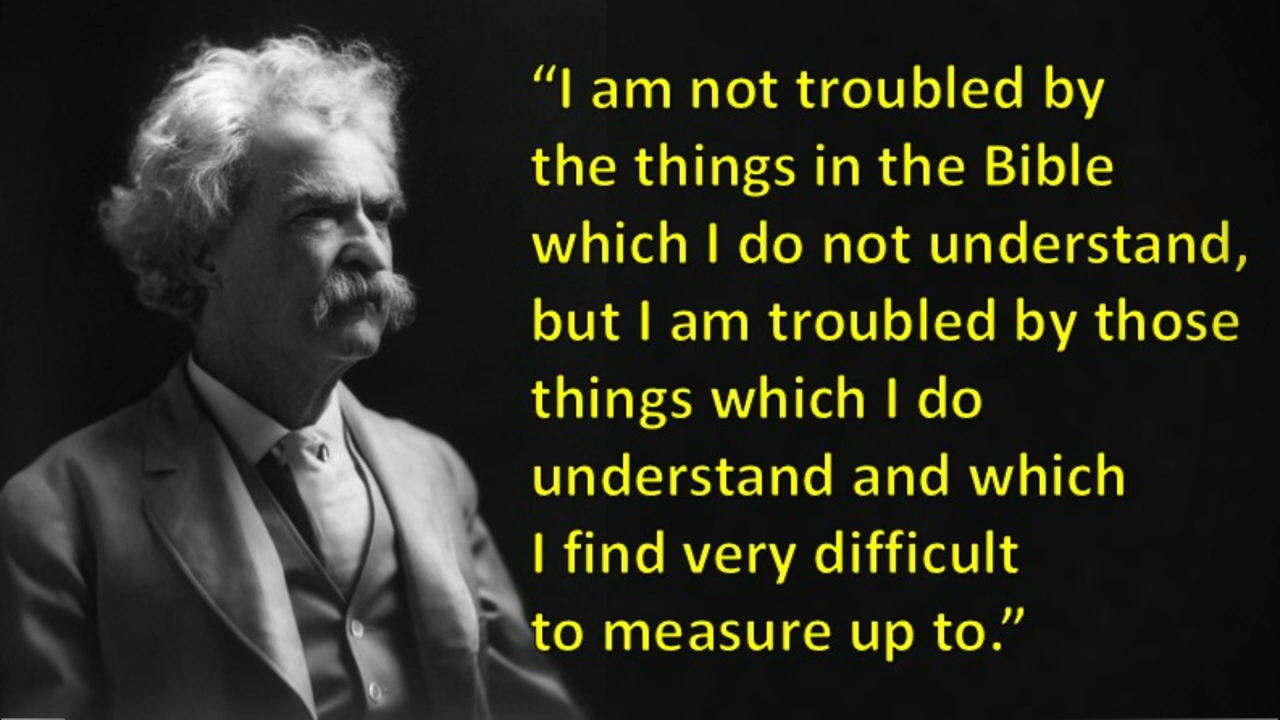 “I am not troubled by
the things in the Bible
which I do not understand,
but I am troubled by those
things which I do
understand and which
I find very difficult
to measure up to.”